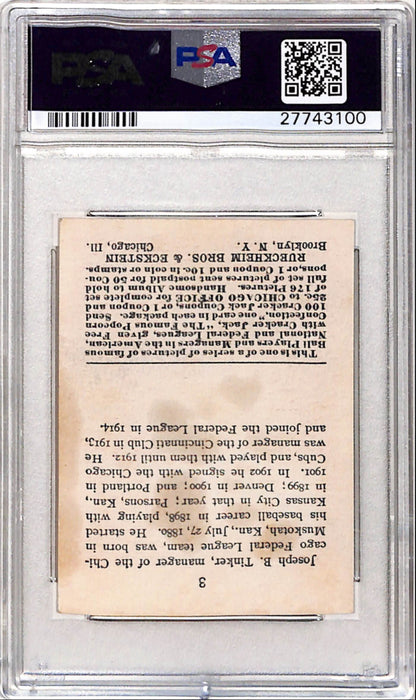 PSA PSA
27743100
3
Joseph B. Tinker, manager of the Chi-
cago Federal League team, was born in
Muskotah, Kan., July 27, 1880. He started
his baseball career in 1898, playing with
Kansas City in that year; Parsons, Kan.,
in 1899; Denver in 1900; and Portland in
1901. In 1902 he signed with the Chicago
Cubs, and played with them until 1912. He
was manager of the Cincinnati Club in 1913,
and joined the Federal League in 1914.
This is one of a series of pictures of famous
Ball Players and Managers in the American,
National and Federal Leagues, given Free
with Cracker Jack, "The Famous Popcorn
Confection," one card in each package. Send
100 Cracker Jack Coupons, or 1 Coupon and
25c. to CHICAGO OFFICE for complete set
of 176 Pictures. Handsome Album to hold
full set of pictures sent postpaid for 50 Cou-
pons, or 1 Coupon and 10c. in coin or stamps.
RUECKHEIM BROS. & ECKSTEIN
Brooklyn, N. Y. Chicago, Ill.